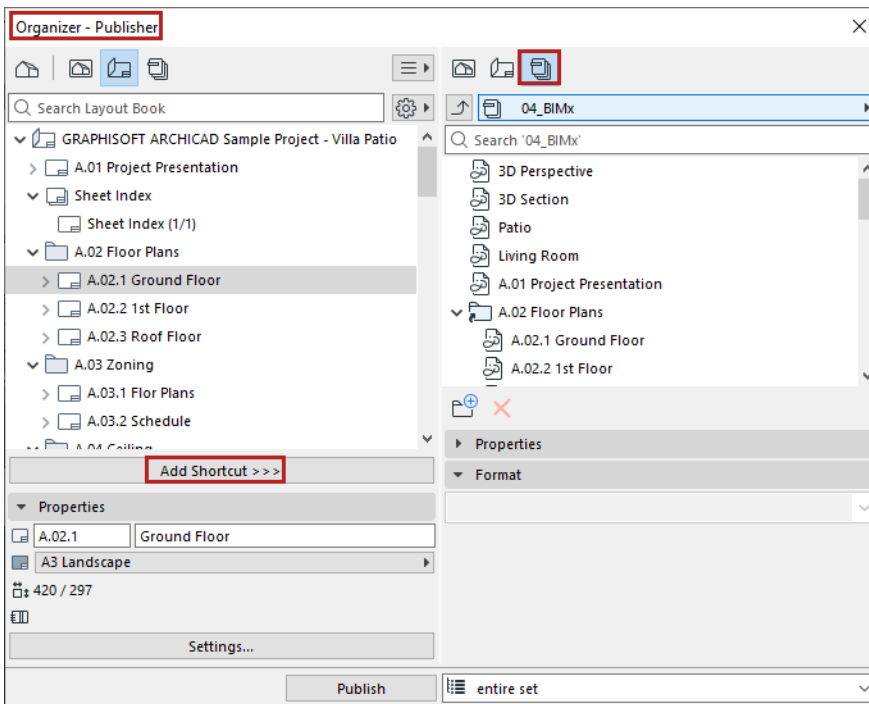 Organizer - Publisher
Search Layout Book
GRAPHISOFT ARCHICAD Sample Project - Villa Patio
A.01 Project Presentation
Sheet Index
Sheet Index (1/1)
A.02 Floor Plans
A.02.1 Ground Floor
A.02.2 1st Floor
A.02.3 Roof Floor
A.03 Zoning
A.03.1 Flor Plans
A.03.2 Schedule
A.04 Ceiling
Add Shortcut >>>
Properties
A.02.1 Ground Floor
A3 Landscape
420 / 297
Settings...
04_BIMx
Search '04_BIMx'
3D Perspective
3D Section
Patio
Living Room
A.01 Project Presentation
A.02 Floor Plans
A.02.1 Ground Floor
A.02.2 1st Floor
Properties
Format
Publish
entire set